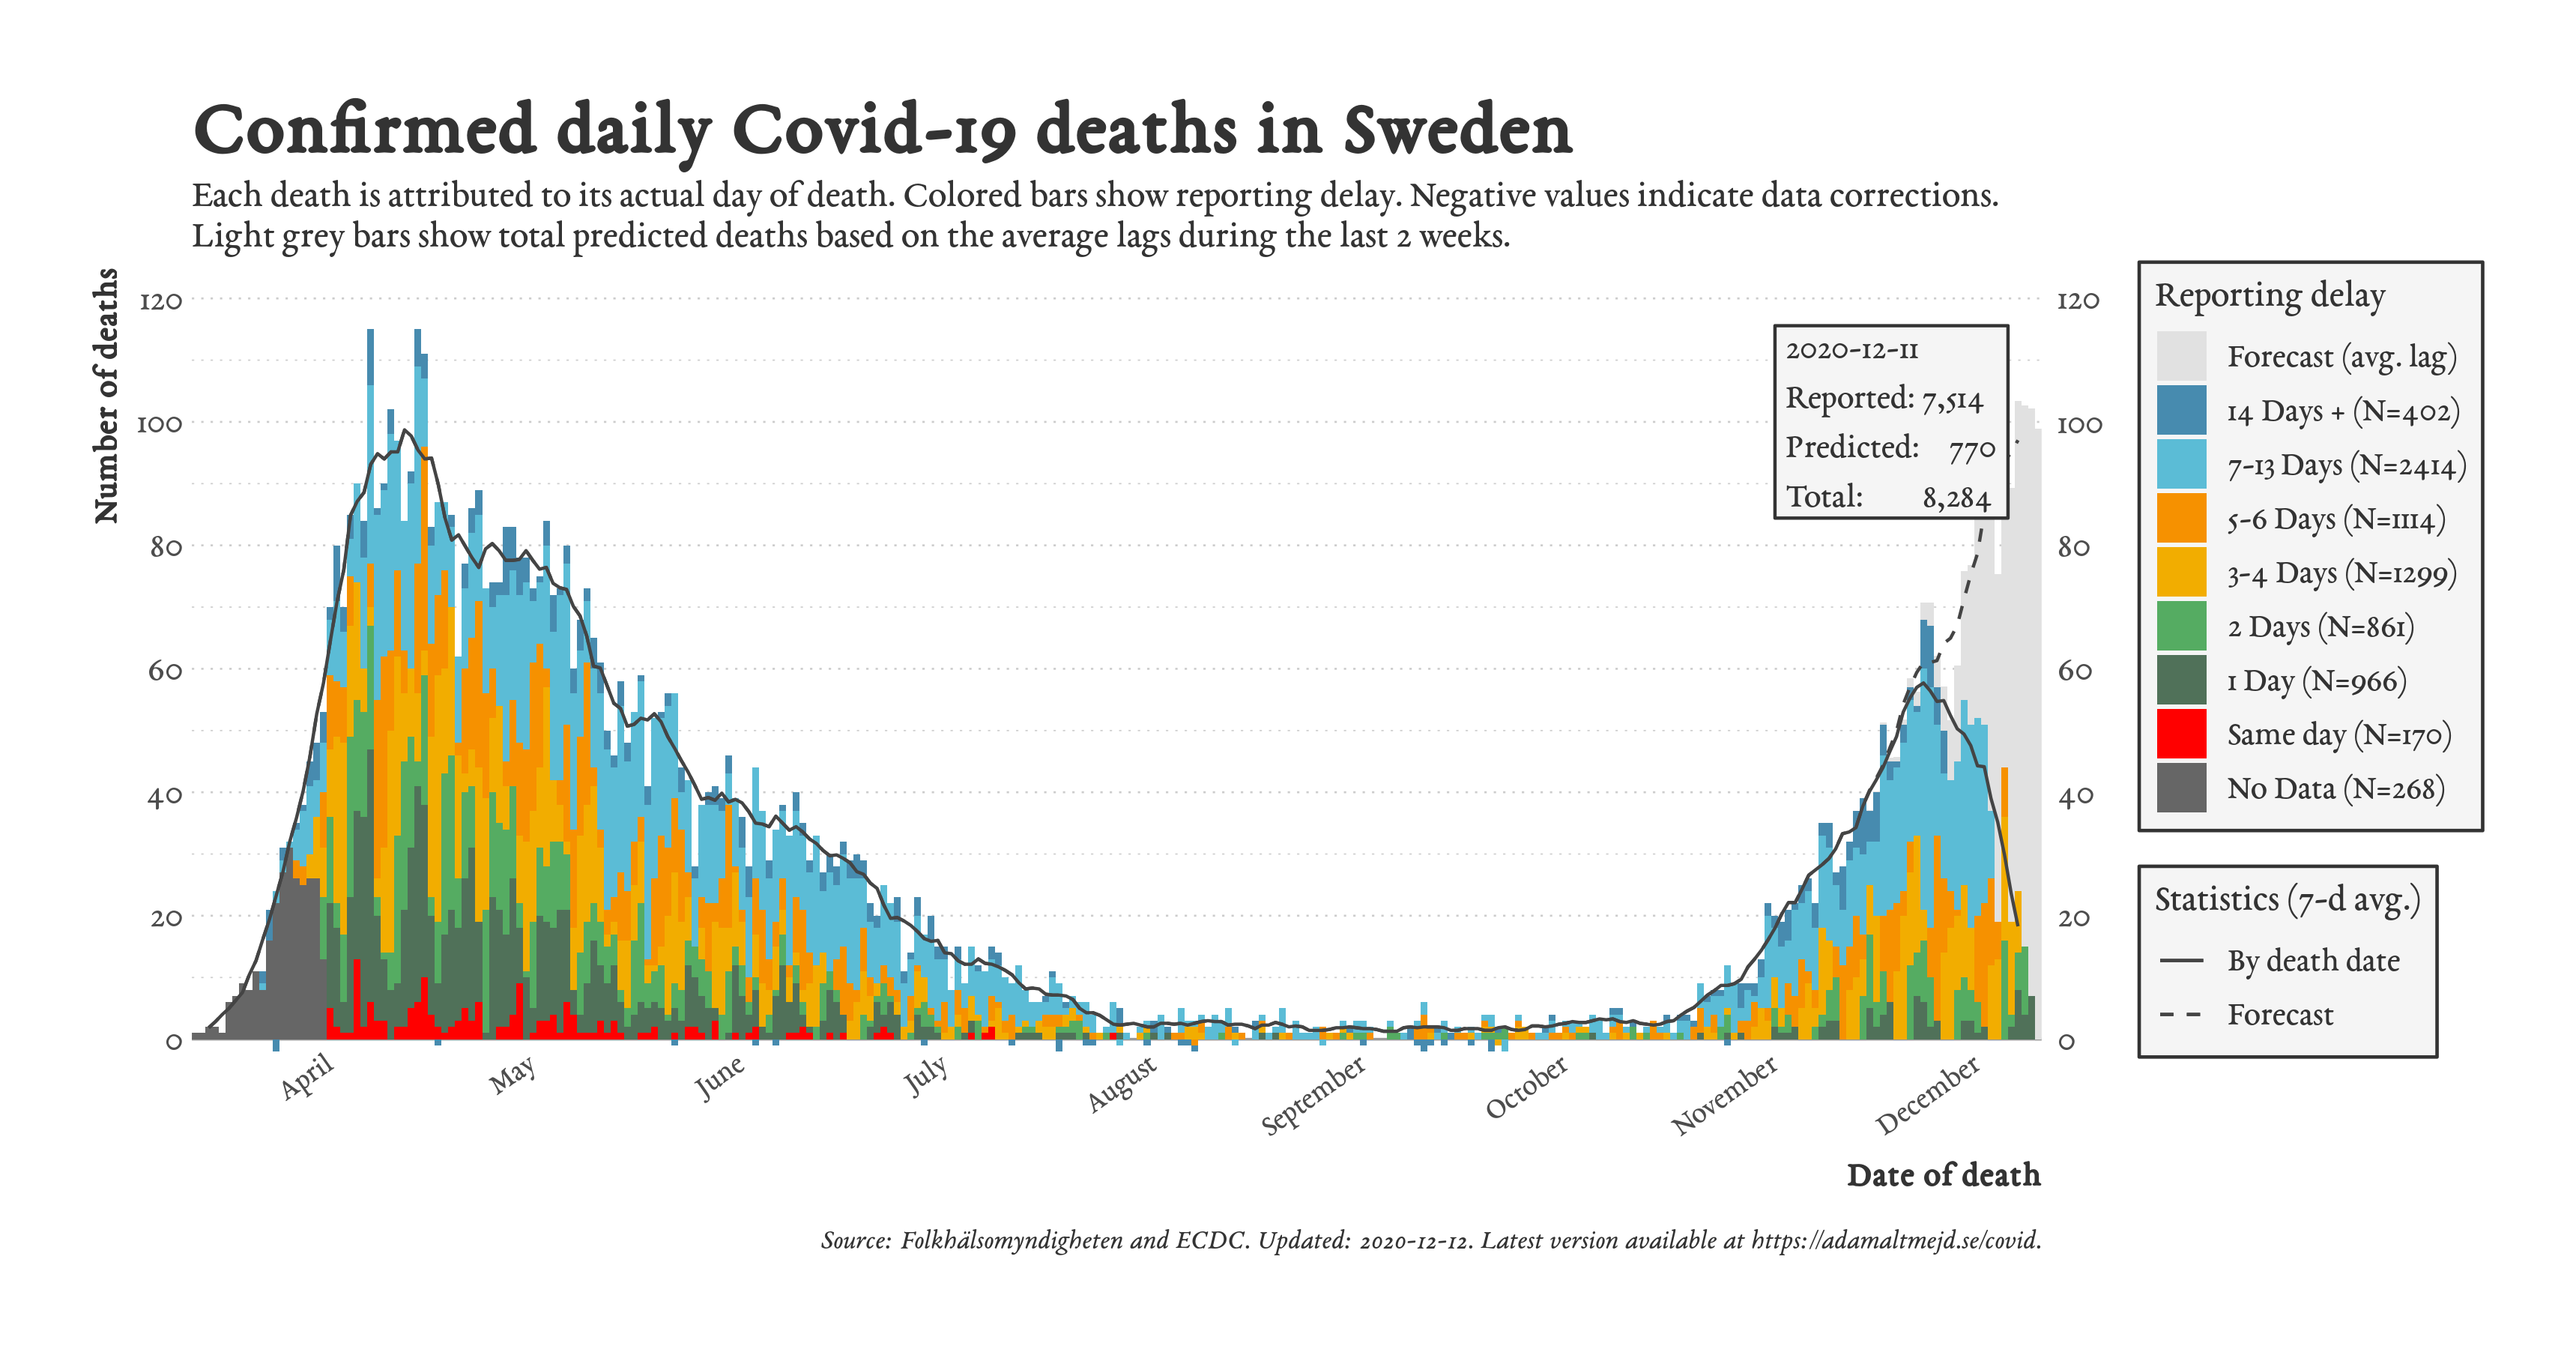 Confirmed daily Covid-19 deaths in Sweden
Each death is attributed to its actual day of death. Colored bars show reporting delay. Negative values indicate data corrections.
Light grey bars show total predicted deaths based on the average lags during the last 2 weeks.
Number of deaths
120
100
80
60
40
20
0
120
100
80
60
40
20
0
2020-12-11
Reported: 7,514
Predicted: 770
Total: 8,284
April
May
June
July
August
September
October
November
December
Date of death
Reporting delay
Forecast (avg. lag)
14 Days + (N=402)
7-13 Days (N=2414)
5-6 Days (N=1114)
3-4 Days (N=1299)
2 Days (N=861)
1 Day (N=966)
Same day (N=170)
No Data (N=268)
Statistics (7-d avg.)
By death date
Forecast
Source: Folkhälsomyndigheten and ECDC. Updated: 2020-12-12. Latest version available at https://adamaltmejd.se/covid.